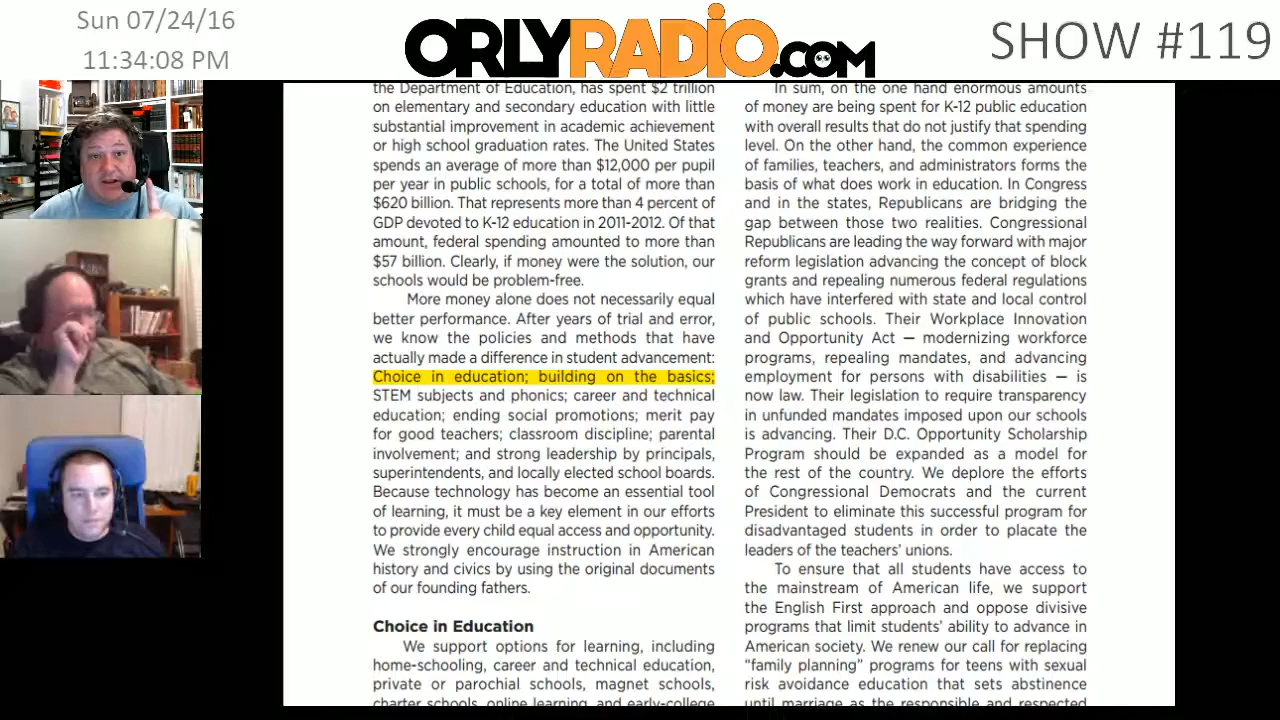 Sun 07/24/16
11:34:08 PM
ORLYRADIO.COM
SHOW #119
the Department of Education, has spent $2 trillion
on elementary and secondary education with little
substantial improvement in academic achievement
or high school graduation rates. The United States
spends an average of more than $12,000 per pupil
per year in public schools, for a total of more than
$620 billion. That represents more than 4 percent of
GDP devoted to K-12 education in 2011-2012. Of that
amount, federal spending amounted to more than
$57 billion. Clearly, if money were the solution, our
schools would be problem-free.
More money alone does not necessarily equal
better performance. After years of trial and error,
we know the policies and methods that have
actually made a difference in student advancement:
Choice in education; building on the basics;
STEM subjects and phonics; career and technical
education; ending social promotions; merit pay
for good teachers; classroom discipline; parental
involvement; and strong leadership by principals,
superintendents, and locally elected school boards.
Because technology has become an essential tool
of learning, it must be a key element in our efforts
to provide every child equal access and opportunity.
We strongly encourage instruction in American
history and civics by using the original documents
of our founding fathers.
Choice in Education
We support options for learning, including
home-schooling, career and technical education,
private or parochial schools, magnet schools,
charter schools, online learning, and early-college
In sum, on the one hand enormous amounts
of money are being spent for K-12 public education
with overall results that do not justify that spending
level. On the other hand, the common experience
of families, teachers, and administrators forms the
basis of what does work in education. In Congress
and in the states, Republicans are bridging the
gap between those two realities. Congressional
Republicans are leading the way forward with major
reform legislation advancing the concept of block
grants and repealing numerous federal regulations
which have interfered with state and local control
of public schools. Their Workplace Innovation
and Opportunity Act — modernizing workforce
programs, repealing mandates, and advancing
employment for persons with disabilities — is
now law. Their legislation to require transparency
in unfunded mandates imposed upon our schools
is advancing. Their D.C. Opportunity Scholarship
Program should be expanded as a model for
the rest of the country. We deplore the efforts
of Congressional Democrats and the current
President to eliminate this successful program for
disadvantaged students in order to placate the
leaders of the teachers' unions.
To ensure that all students have access to
the mainstream of American life, we support
the English First approach and oppose divisive
programs that limit students' ability to advance in
American society. We renew our call for replacing
"family planning" programs for teens with sexual
risk avoidance education that sets abstinence
until marriage as the responsible and respected